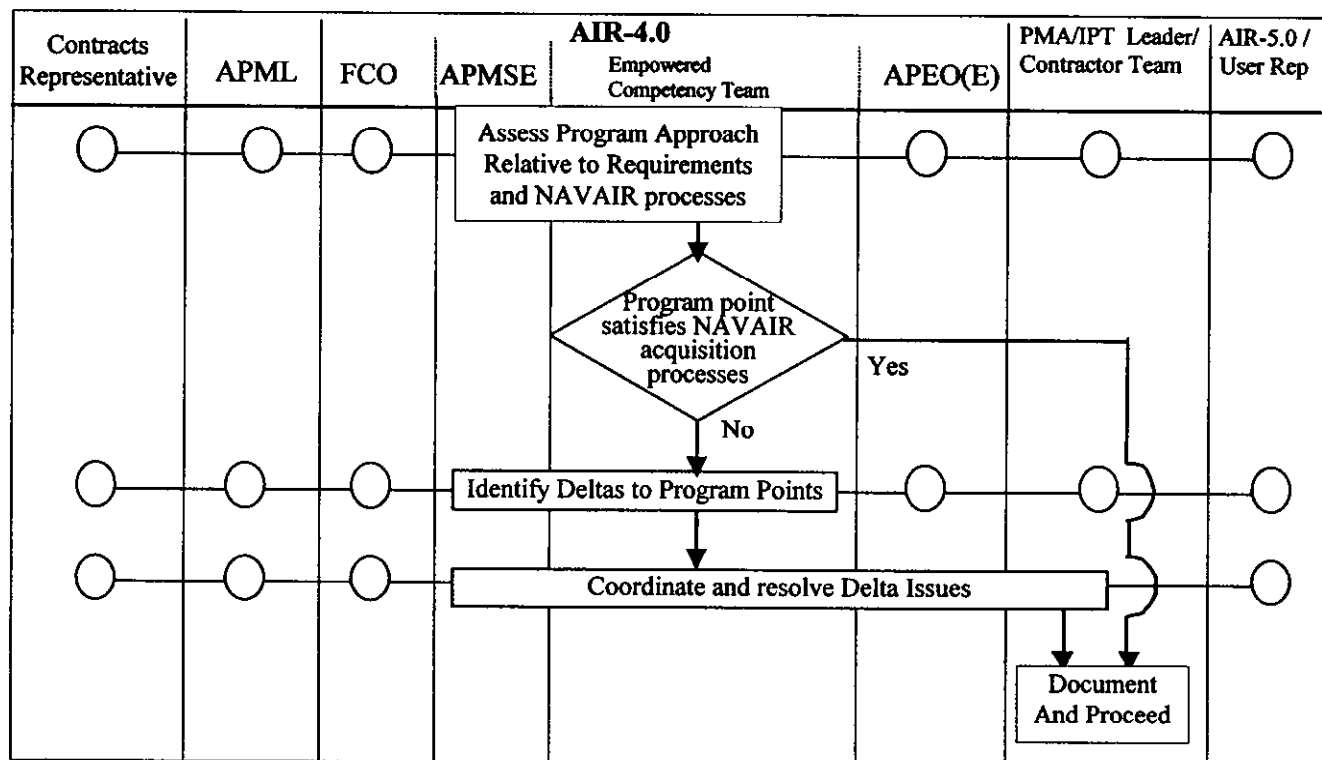 Contracts
Representative
APML
FCO
APMSE
AIR-4.0
Empowered
Competency Team
APEO(E)
PMA/IPT Leader/
Contractor Team
AIR-5.0 /
User Rep
Assess Program Approach
Relative to Requirements
and NAVAIR processes
Program point
satisfies NAVAIR
acquisition
processes
Yes
No
Identify Deltas to Program Points
Coordinate and resolve Delta Issues
Document
And Proceed